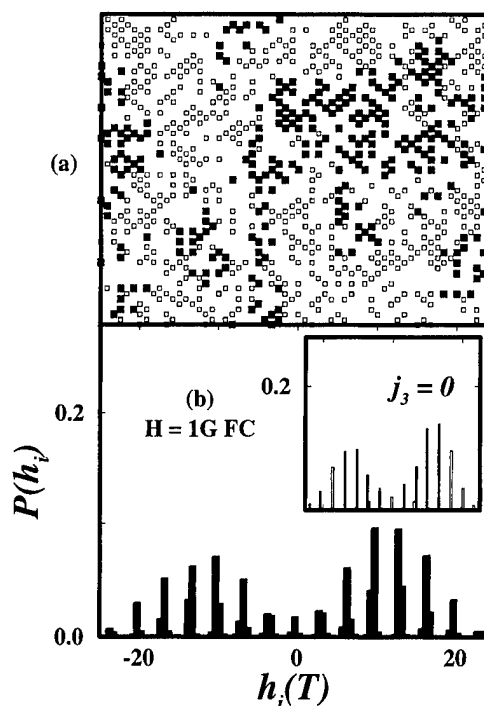 (a)
0.2
j₃ = 0
(b)
H = 1G FC
0.2
P(hᵢ)
0.0
-20 0 20
hᵢ(T)